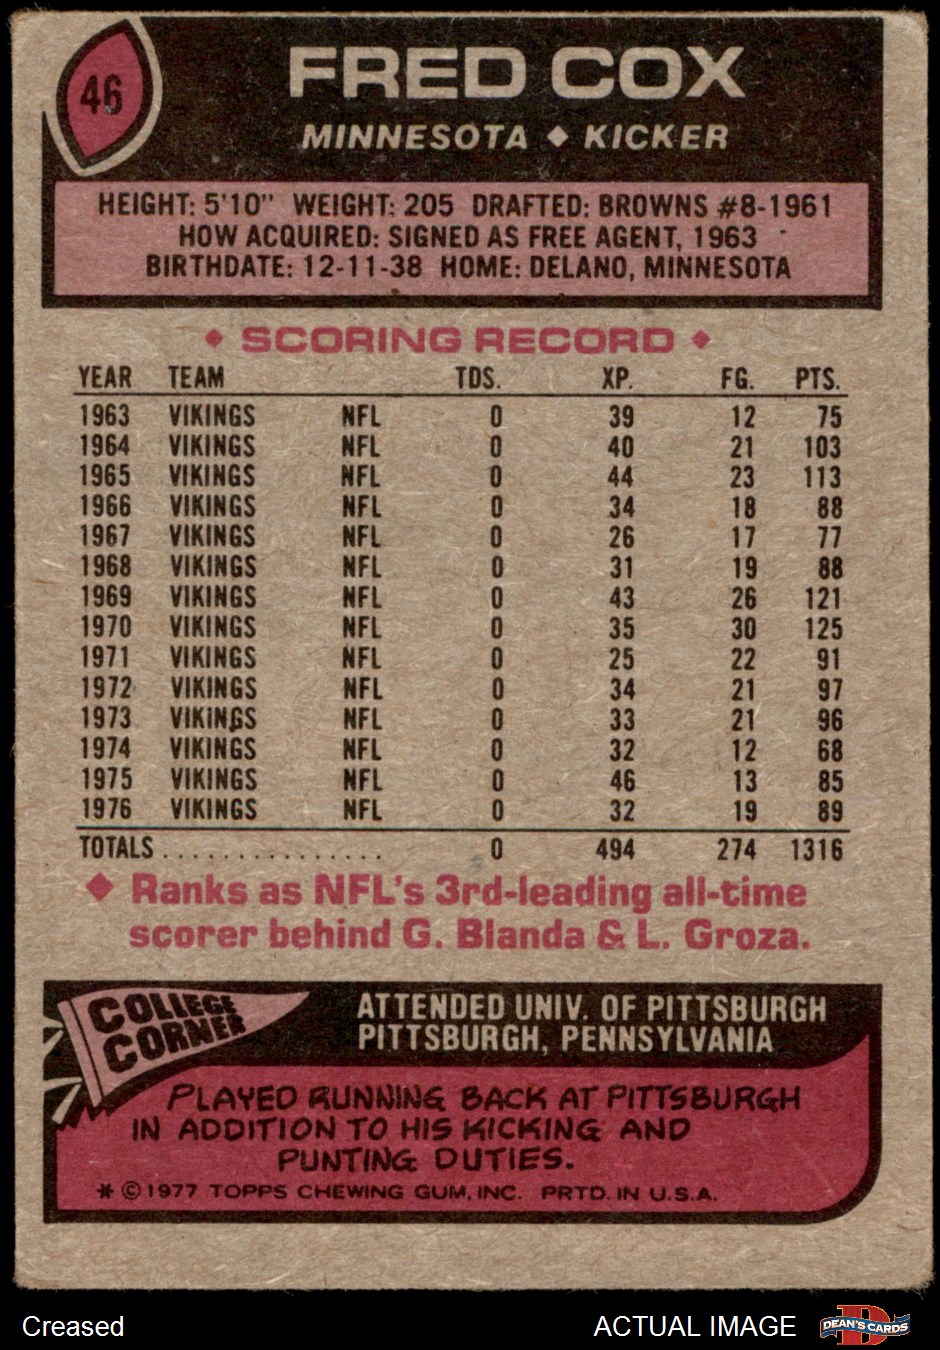 46
FRED COX
MINNESOTA ◆ KICKER
HEIGHT: 5'10" WEIGHT: 205 DRAFTED: BROWNS #8-1961
HOW ACQUIRED: SIGNED AS FREE AGENT, 1963
BIRTHDATE: 12-11-38 HOME: DELANO, MINNESOTA
◆ SCORING RECORD ◆
YEAR TEAM TDS. XP. FG. PTS.
1963 VIKINGS NFL 0 39 12 75
1964 VIKINGS NFL 0 40 21 103
1965 VIKINGS NFL 0 44 23 113
1966 VIKINGS NFL 0 34 18 88
1967 VIKINGS NFL 0 26 17 77
1968 VIKINGS NFL 0 31 19 88
1969 VIKINGS NFL 0 43 26 121
1970 VIKINGS NFL 0 35 30 125
1971 VIKINGS NFL 0 25 22 91
1972 VIKINGS NFL 0 34 21 97
1973 VIKINGS NFL 0 33 21 96
1974 VIKINGS NFL 0 32 12 68
1975 VIKINGS NFL 0 46 13 85
1976 VIKINGS NFL 0 32 19 89
TOTALS ............... 0 494 274 1316
◆ Ranks as NFL's 3rd-leading all-time
scorer behind G. Blanda & L. Groza.
COLLEGE
CORNER
ATTENDED UNIV. OF PITTSBURGH
PITTSBURGH, PENNSYLVANIA
PLAYED RUNNING BACK AT PITTSBURGH
IN ADDITION TO HIS KICKING AND
PUNTING DUTIES.
* © 1977 TOPPS CHEWING GUM, INC. PRTD. IN U.S.A.
Creased
ACTUAL IMAGE
D
DEAN'S CARDS